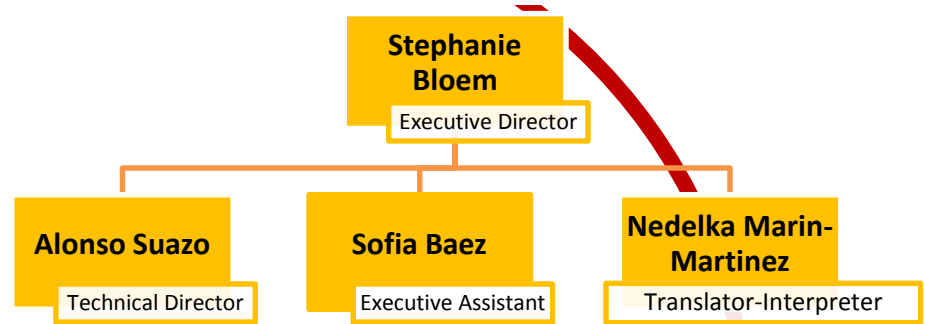 Stephanie
Bloem
Executive Director
Alonso Suazo
Technical Director
Sofia Baez
Executive Assistant
Nedelka Marin-
Martinez
Translator-Interpreter